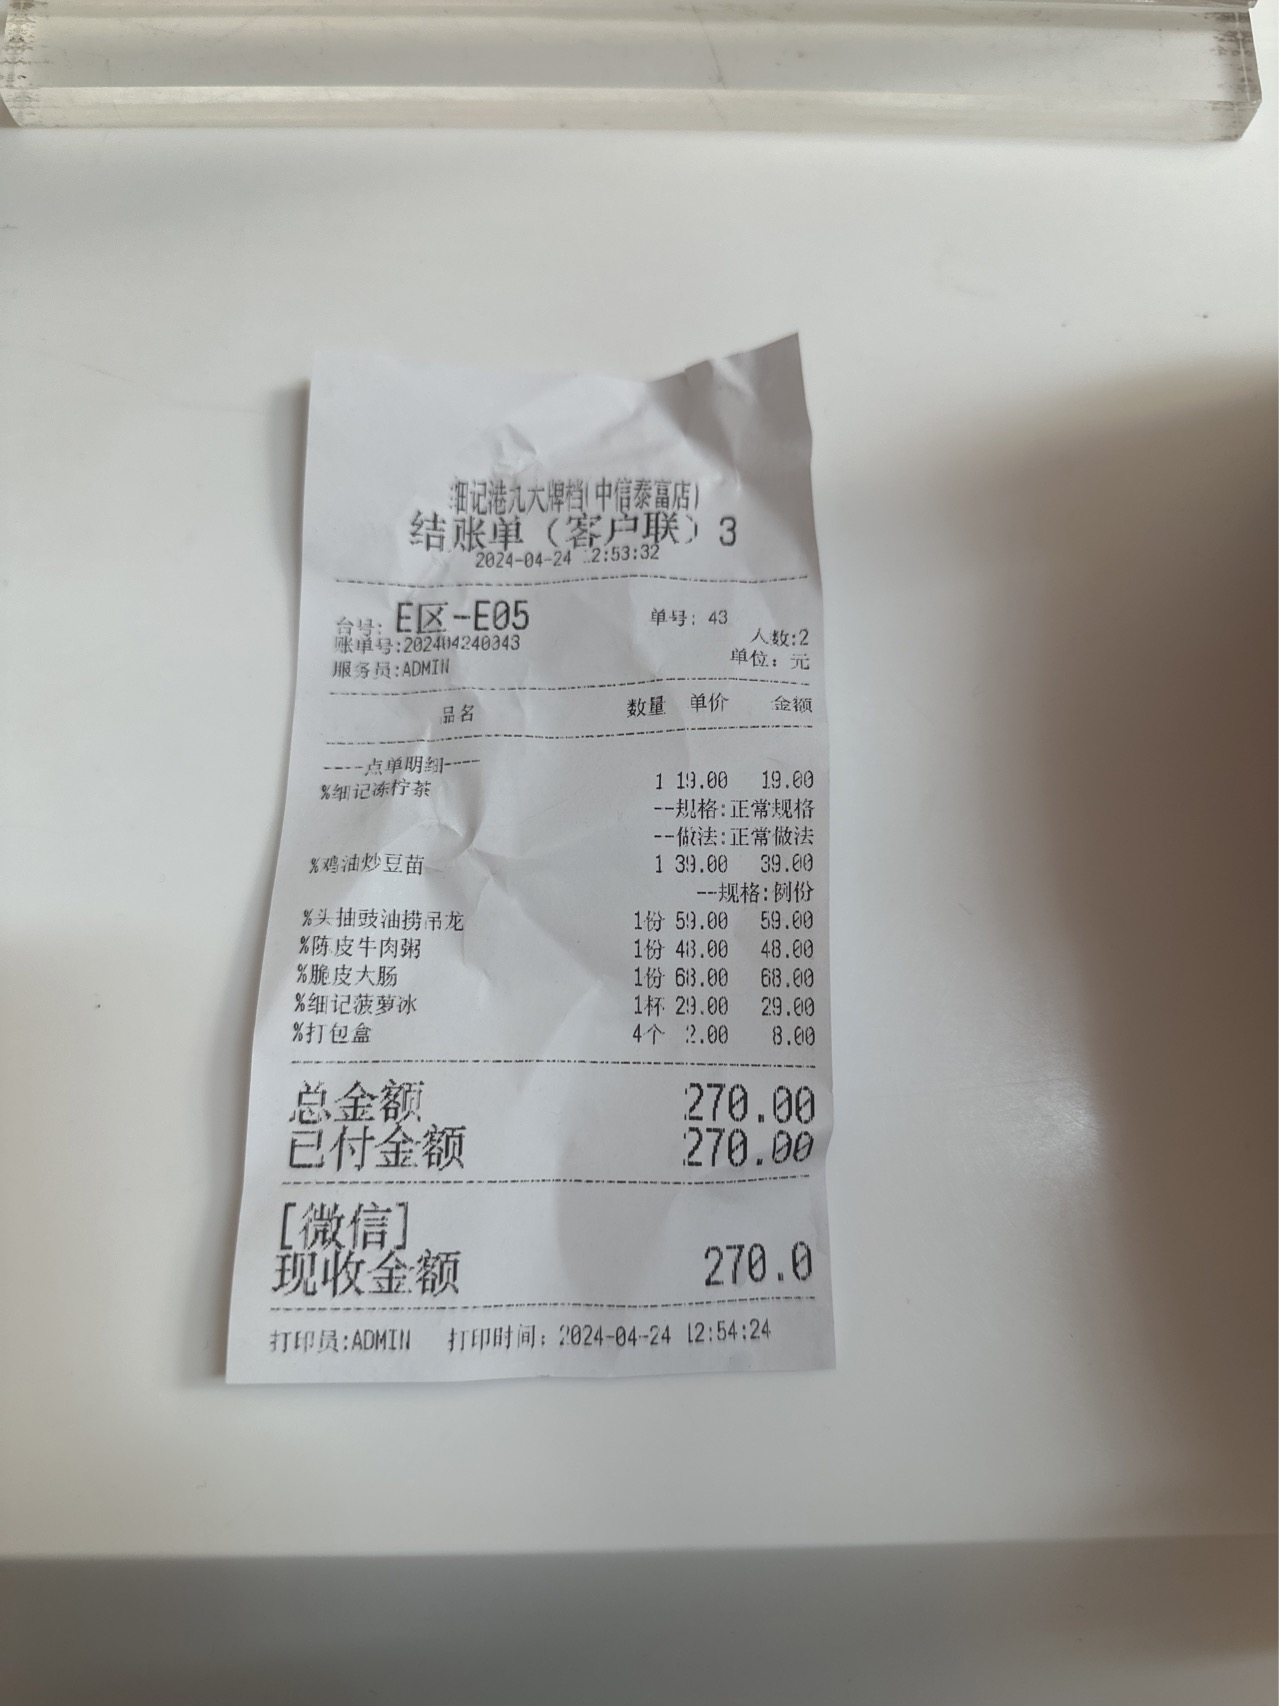 细记港九大牌档(中信泰富店)
结账单（客户联）3
2024-04-24 12:53:32
台号: E区-E05 单号: 43
账单号:202404240043 人数:2
服务员:ADMIN 单位: 元
品名 数量 单价 金额
----点单明细----
%细记冻柠茶 1 19.00 19.00
--规格:正常规格
--做法:正常做法
%鸡油炒豆苗 1 39.00 39.00
--规格:例份
%头抽豉油捞吊龙 1份 59.00 59.00
%陈皮牛肉粥 1份 48.00 48.00
%脆皮大肠 1份 68.00 68.00
%细记菠萝冰 1杯 29.00 29.00
%打包盒 4个 2.00 8.00
总金额 270.00
已付金额 270.00
[微信]
现收金额 270.0
打印员:ADMIN 打印时间: 2024-04-24 12:54:24